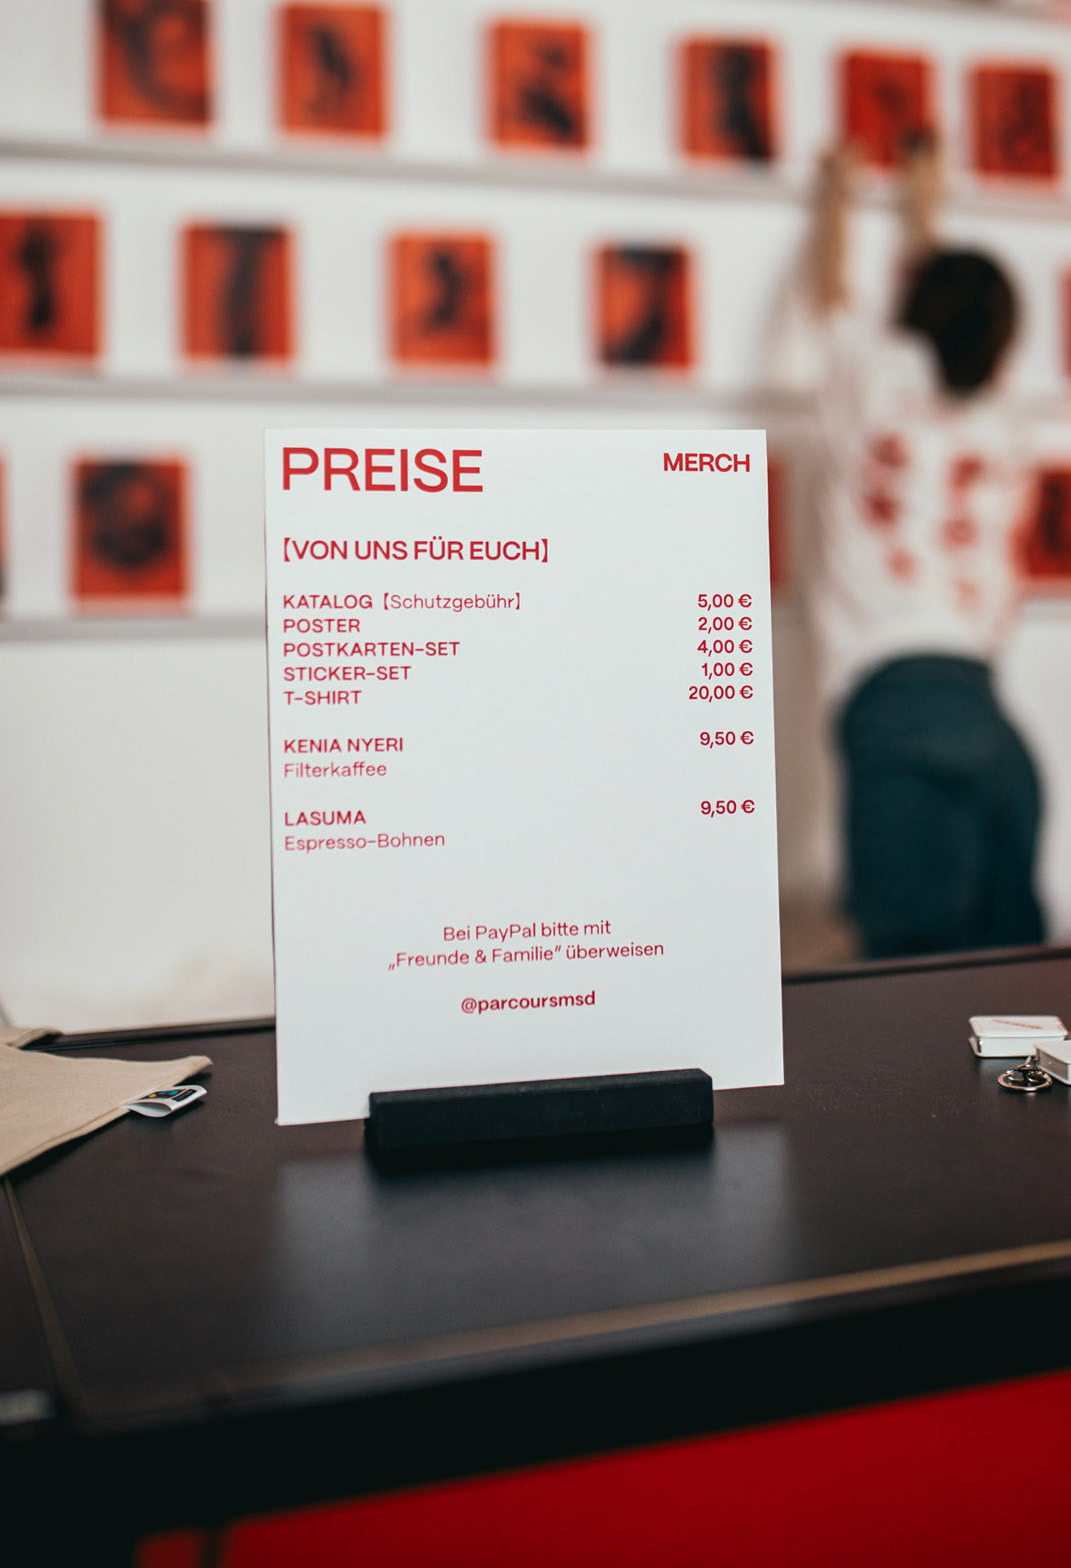 PREISE MERCH
【VON UNS FÜR EUCH】
KATALOG【Schutzgebühr】 5,00 €
POSTER 2,00 €
POSTKARTEN-SET 4,00 €
STICKER-SET 1,00 €
T-SHIRT 20,00 €
KENIA NYERI 9,50 €
Filterkaffee
LASUMA 9,50 €
Espresso-Bohnen
Bei PayPal bitte mit
„Freunde & Familie“ überweisen
@parcoursmsd